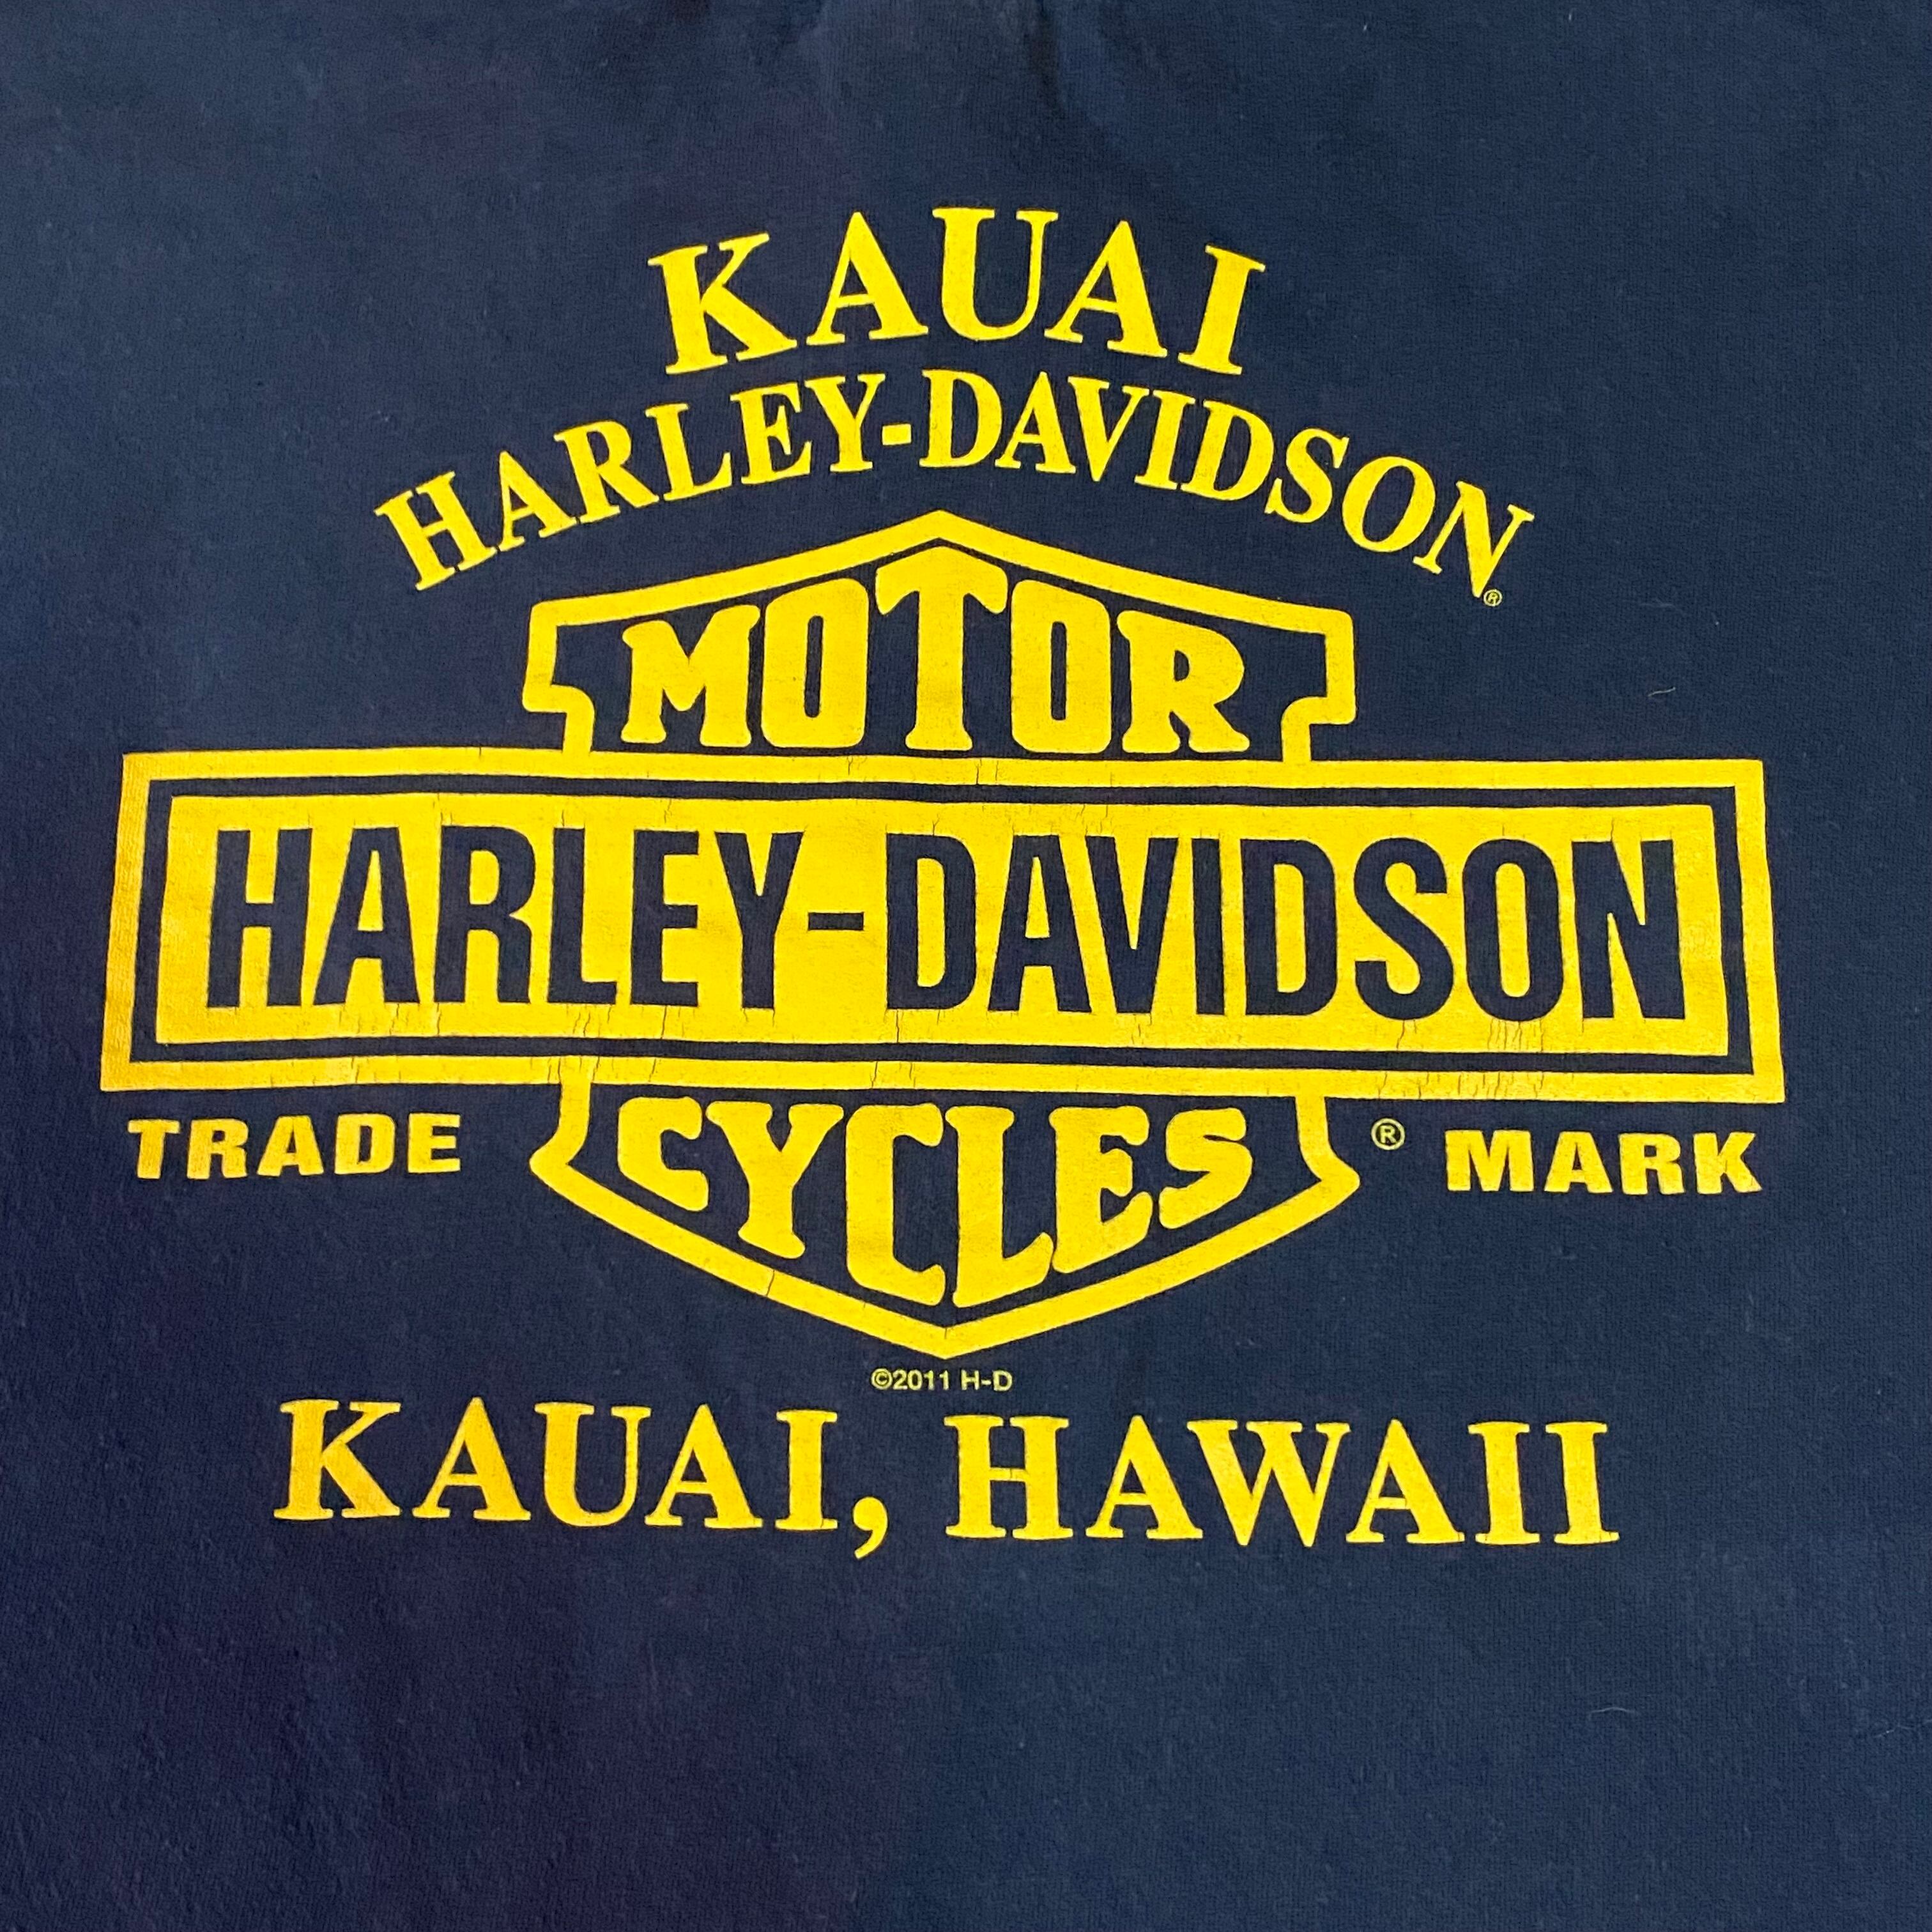 KAUAI
HARLEY-DAVIDSON®
MOTOR
HARLEY-DAVIDSON
TRADE CYCLES ® MARK
©2011 H-D
KAUAI, HAWAII